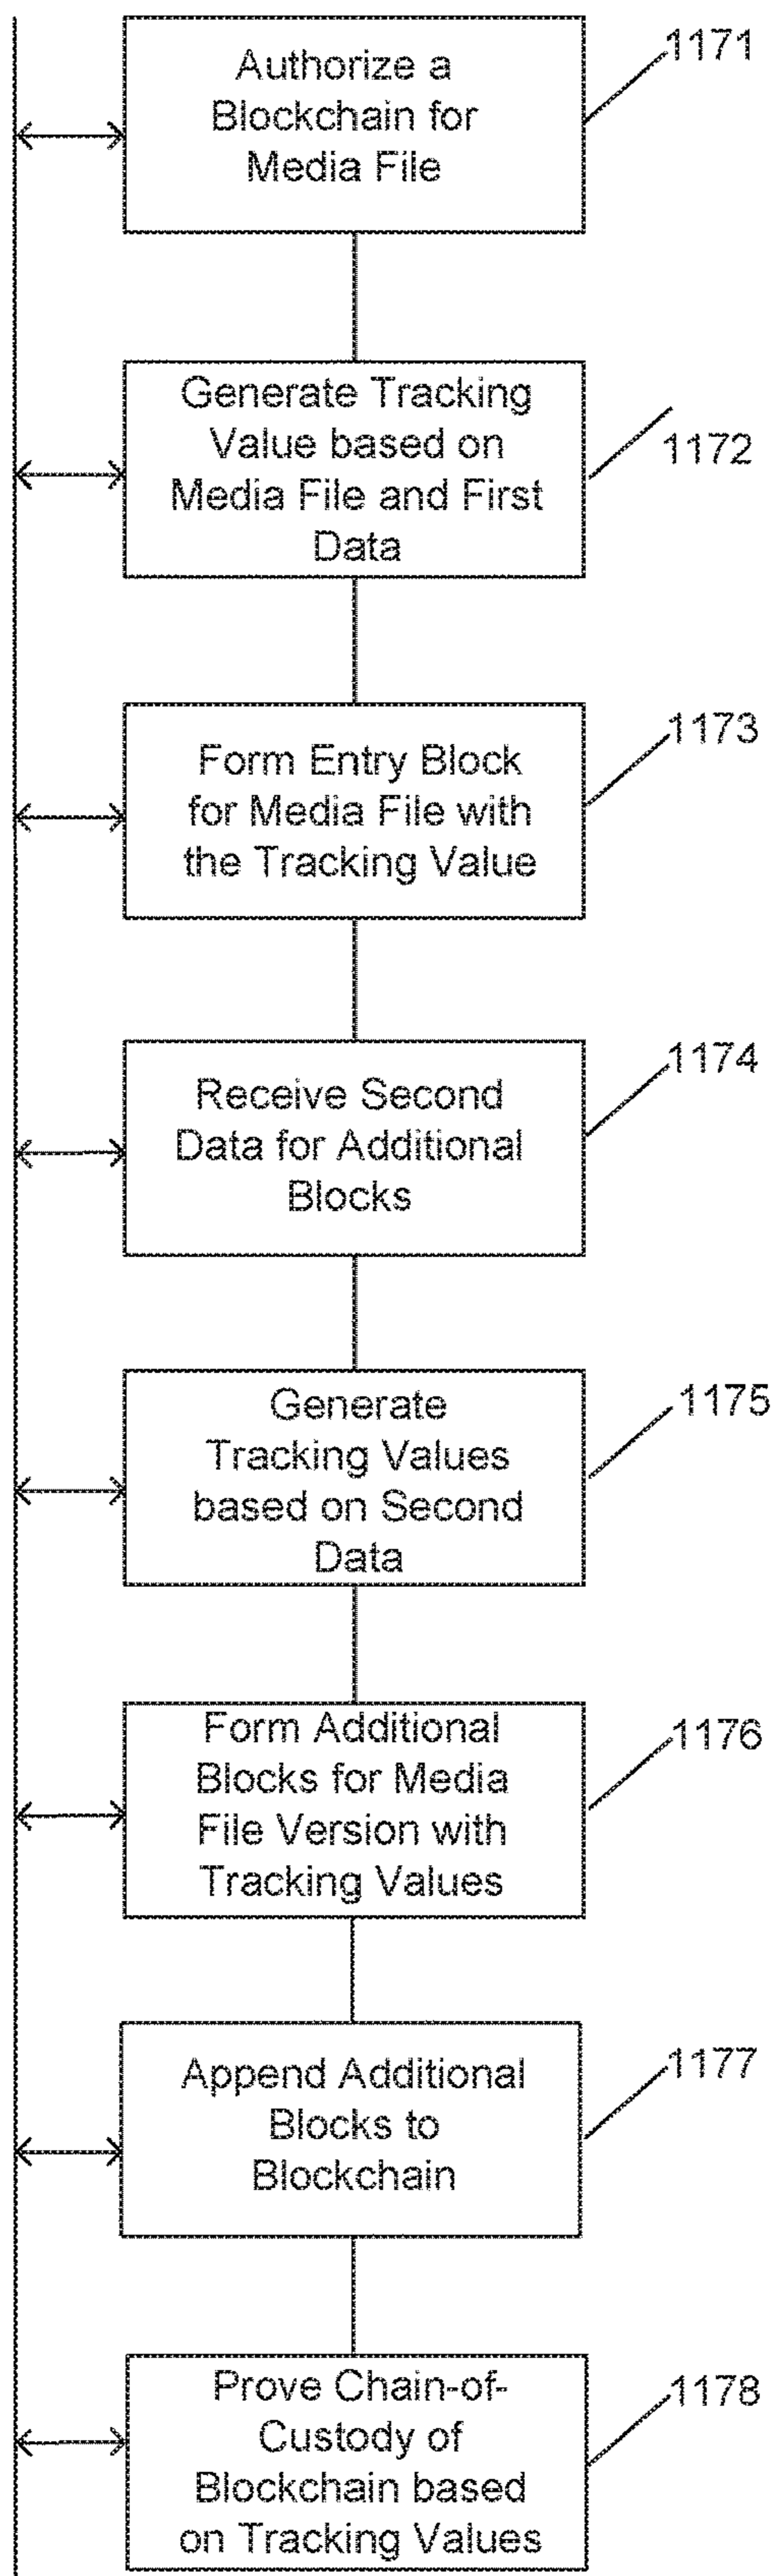 Authorize a
Blockchain for
Media File
1171
Generate Tracking
Value based on
Media File and First
Data
1172
Form Entry Block
for Media File with
the Tracking Value
1173
Receive Second
Data for Additional
Blocks
1174
Generate
Tracking Values
based on Second
Data
1175
Form Additional
Blocks for Media
File Version with
Tracking Values
1176
Append Additional
Blocks to
Blockchain
1177
Prove Chain-of-
Custody of
Blockchain based
on Tracking Values
1178